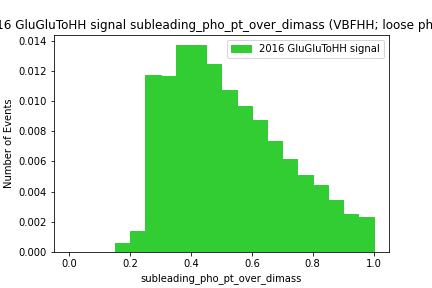 16 GluGluToHH signal subleading_pho_pt_over_dimass (VBFHH; loose ph
2016 GluGluToHH signal
Number of Events
0.014
0.012
0.010
0.008
0.006
0.004
0.002
0.000
0.0 0.2 0.4 0.6 0.8 1.0
subleading_pho_pt_over_dimass